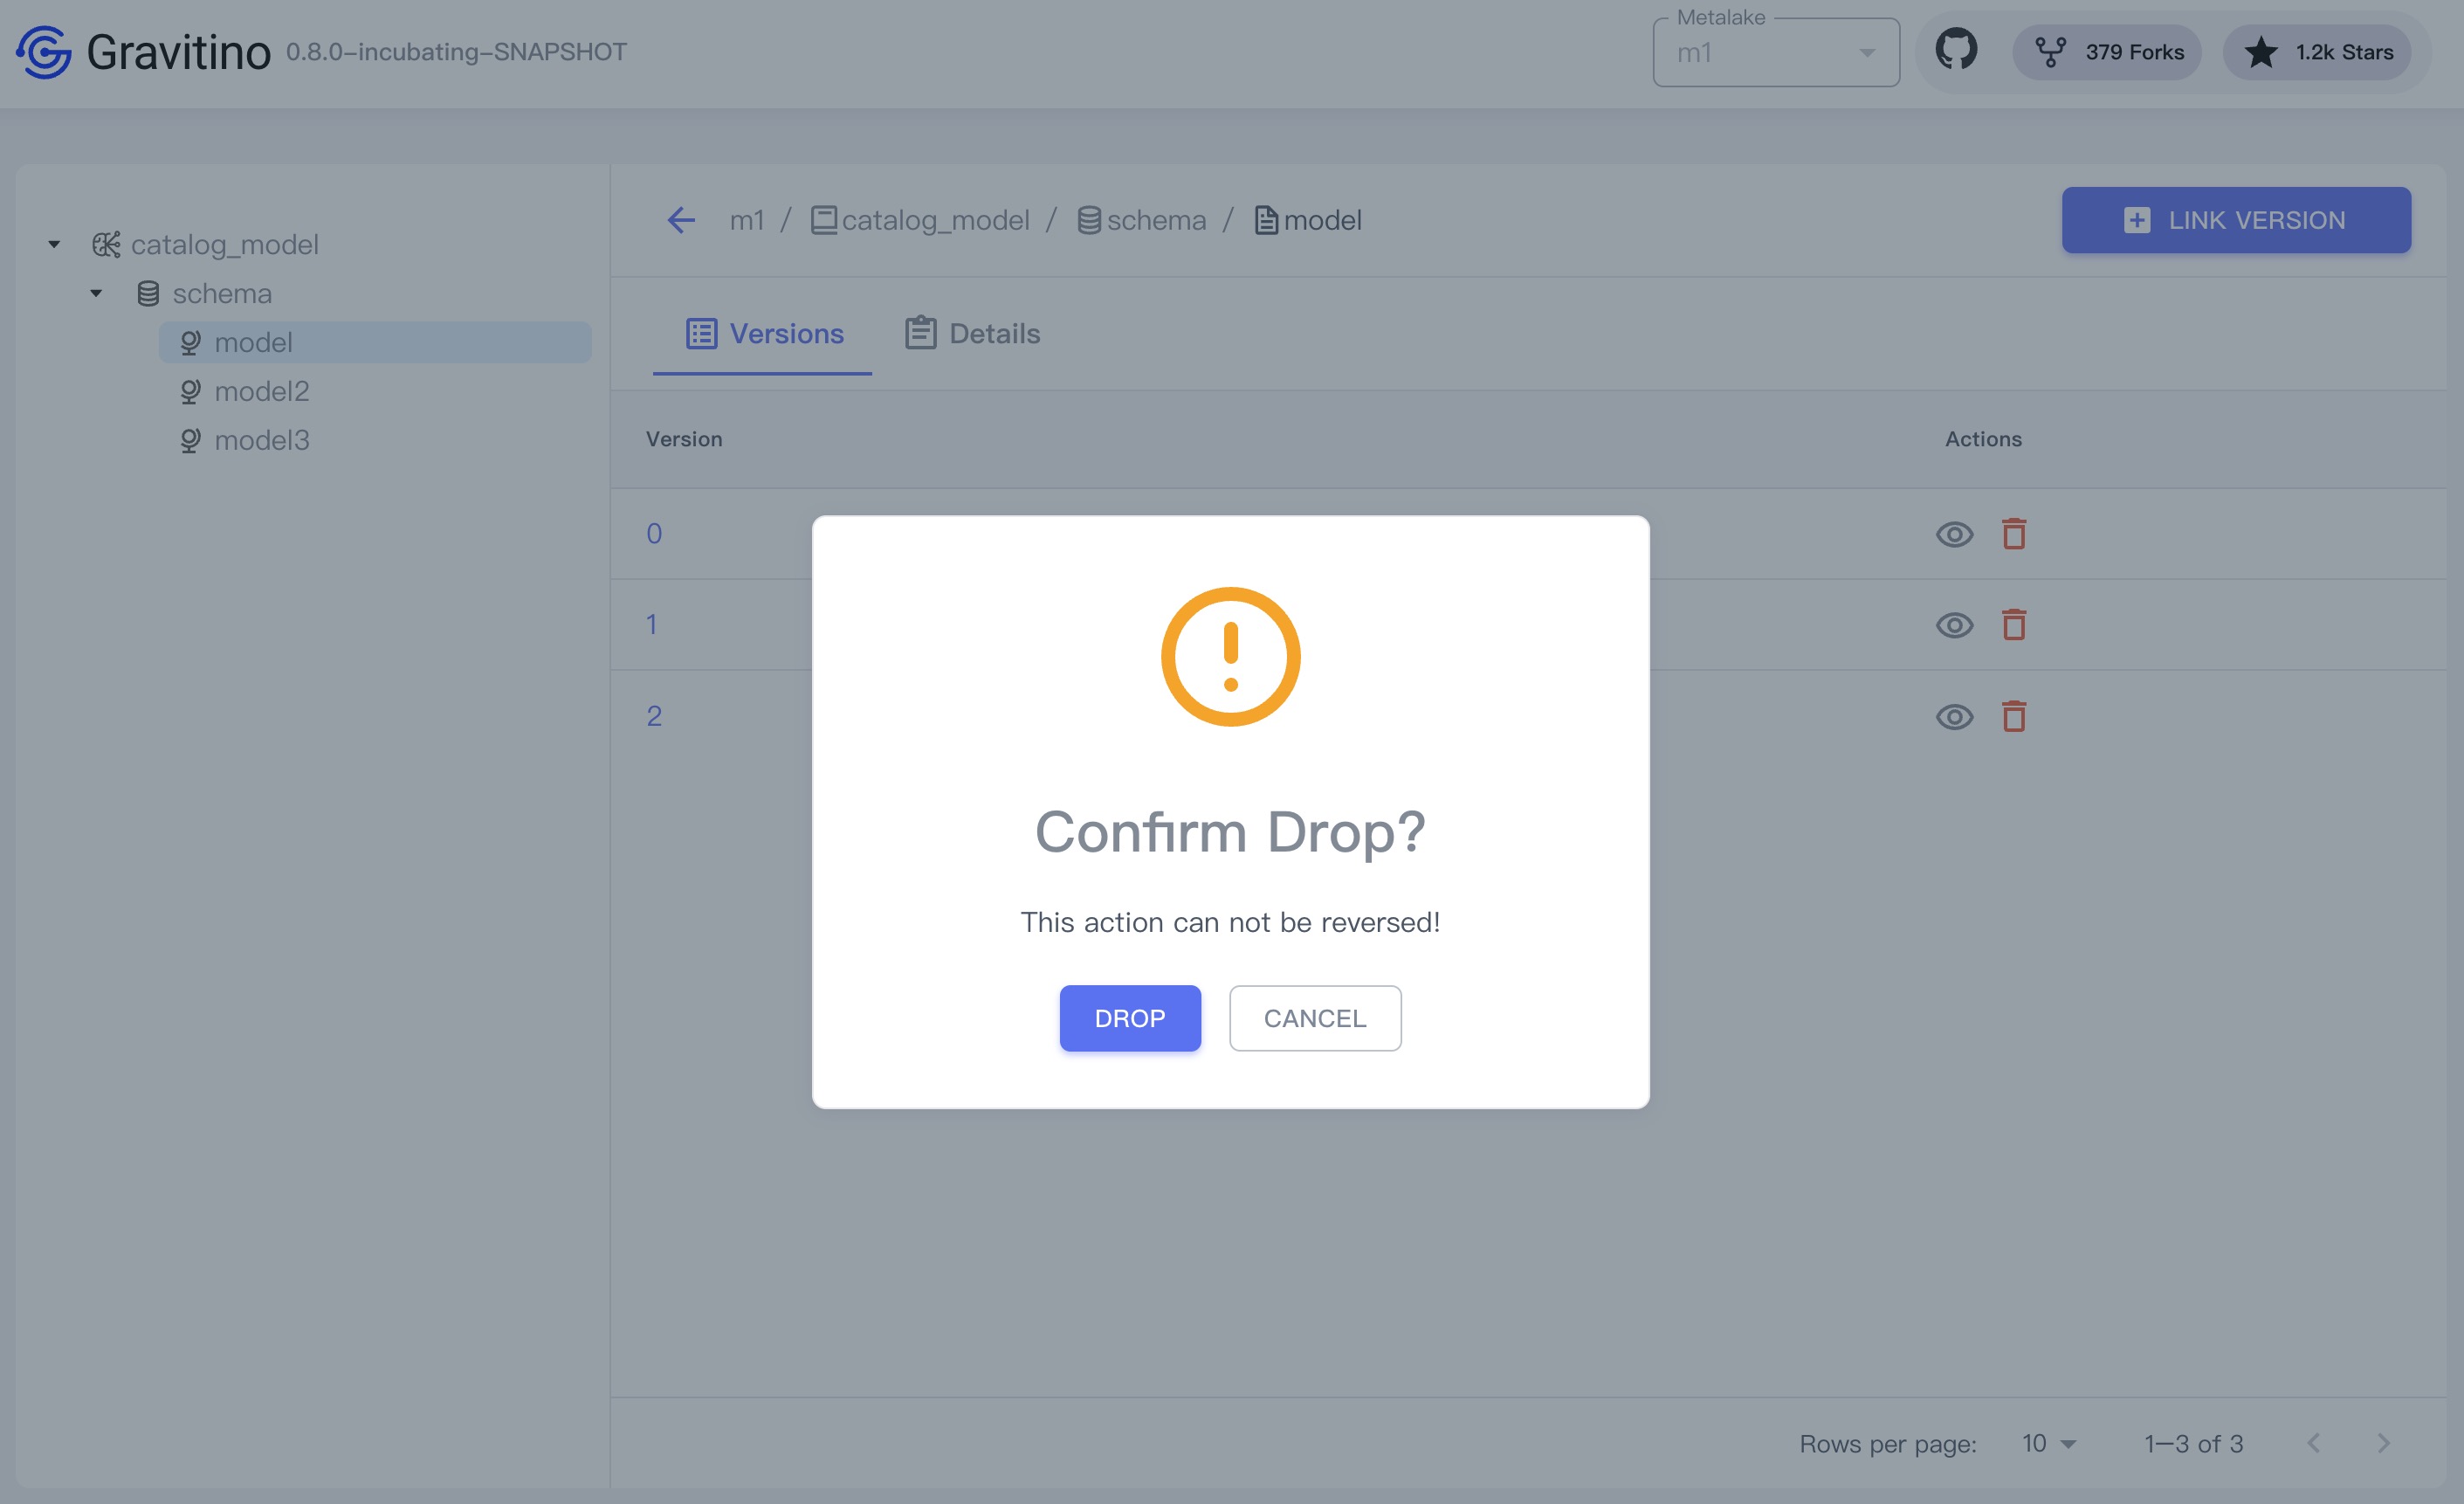 Gravitino 0.8.0-incubating-SNAPSHOT
Metalake
m1
379 Forks
1.2k Stars
catalog_model
schema
model
model2
model3
m1 / catalog_model / schema / model
LINK VERSION
Versions
Details
Version
Actions
0
1
2
Confirm Drop?
This action can not be reversed!
DROP
CANCEL
Rows per page: 10
1–3 of 3